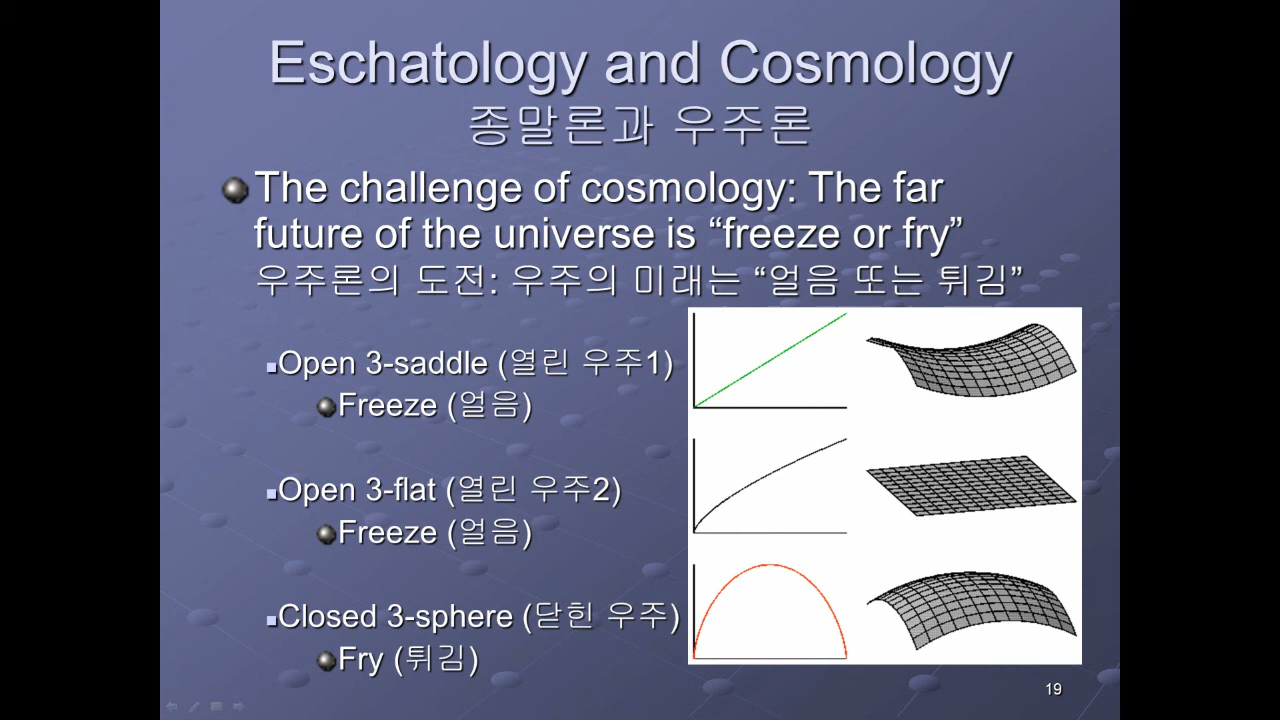 Eschatology and Cosmology
종말론과 우주론
The challenge of cosmology: The far
future of the universe is “freeze or fry”
우주론의 도전: 우주의 미래는 “얼음 또는 튀김”
Open 3-saddle (열린 우주1)
Freeze (얼음)
Open 3-flat (열린 우주2)
Freeze (얼음)
Closed 3-sphere (닫힌 우주)
Fry (튀김)
19